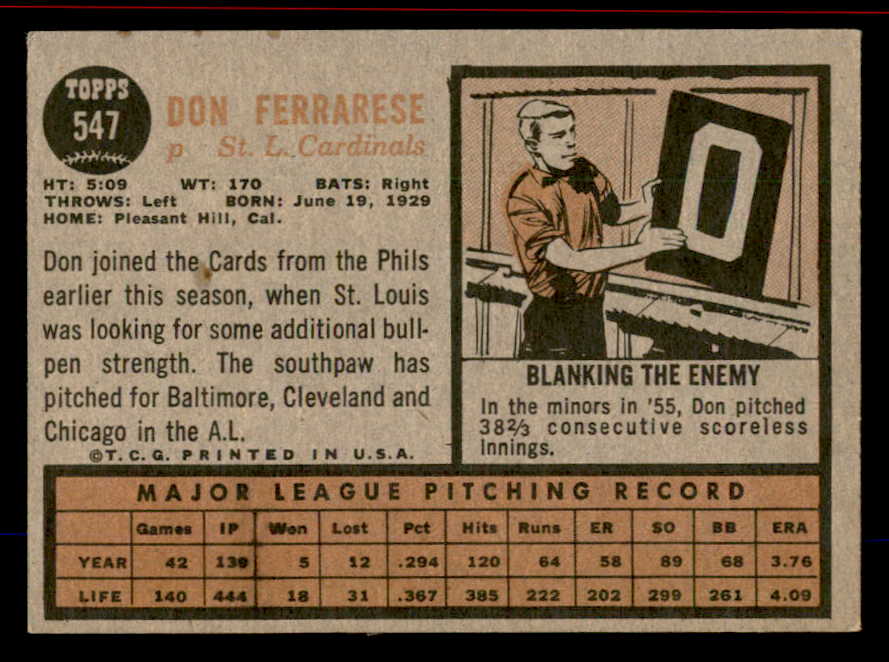 TOPPS
547
DON FERRARESE
p St. L. Cardinals
HT: 5:09 WT: 170 BATS: Right
THROWS: Left BORN: June 19, 1929
HOME: Pleasant Hill, Cal.
Don joined the Cards from the Phils
earlier this season, when St. Louis
was looking for some additional bull-
pen strength. The southpaw has
pitched for Baltimore, Cleveland and
Chicago in the A.L.
©T.C.G. PRINTED IN U.S.A.
0
BLANKING THE ENEMY
In the minors in '55, Don pitched
38⅔ consecutive scoreless
innings.
MAJOR LEAGUE PITCHING RECORD
Games IP Won Lost Pct Hits Runs ER SO BB ERA
YEAR 42 139 5 12 .294 120 64 58 89 68 3.76
LIFE 140 444 18 31 .367 385 222 202 299 261 4.09